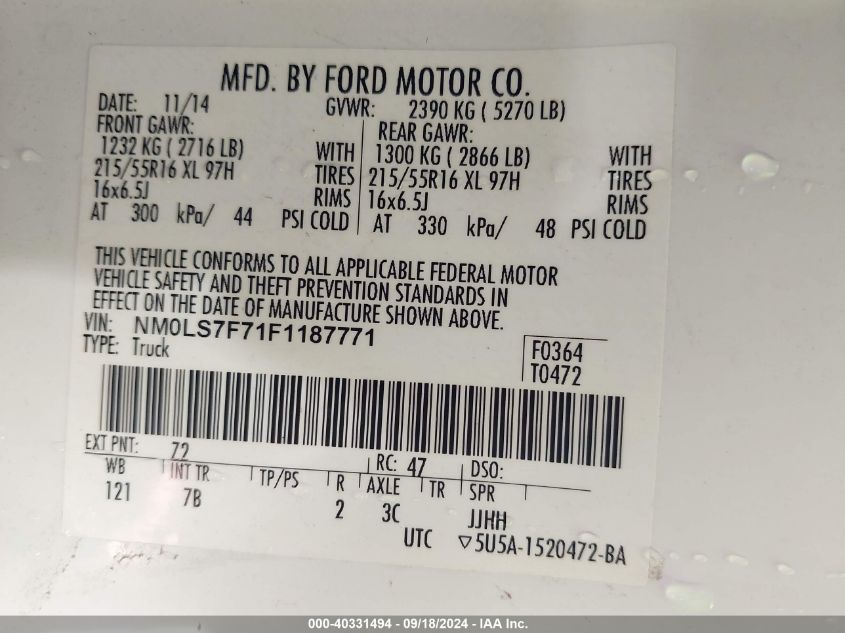 MFD. BY FORD MOTOR CO.
DATE: 11/14 GVWR: 2390 KG ( 5270 LB)
FRONT GAWR: REAR GAWR:
1232 KG ( 2716 LB) WITH 1300 KG ( 2866 LB) WITH
215/55R16 XL 97H TIRES 215/55R16 XL 97H TIRES
16x6.5J RIMS 16x6.5J RIMS
AT 300 kPa/ 44 PSI COLD AT 330 kPa/ 48 PSI COLD
THIS VEHICLE CONFORMS TO ALL APPLICABLE FEDERAL MOTOR
VEHICLE SAFETY AND THEFT PREVENTION STANDARDS IN
EFFECT ON THE DATE OF MANUFACTURE SHOWN ABOVE.
VIN: NM0LS7F71F1187771
TYPE: Truck F0364
T0472
EXT PNT: 72 RC: 47 DSO:
WB INT TR TP/PS R AXLE TR SPR
121 7B 2 3C JJHH
UTC ▽5U5A-1520472-BA
000-40331494 - 09/18/2024 - IAA Inc.